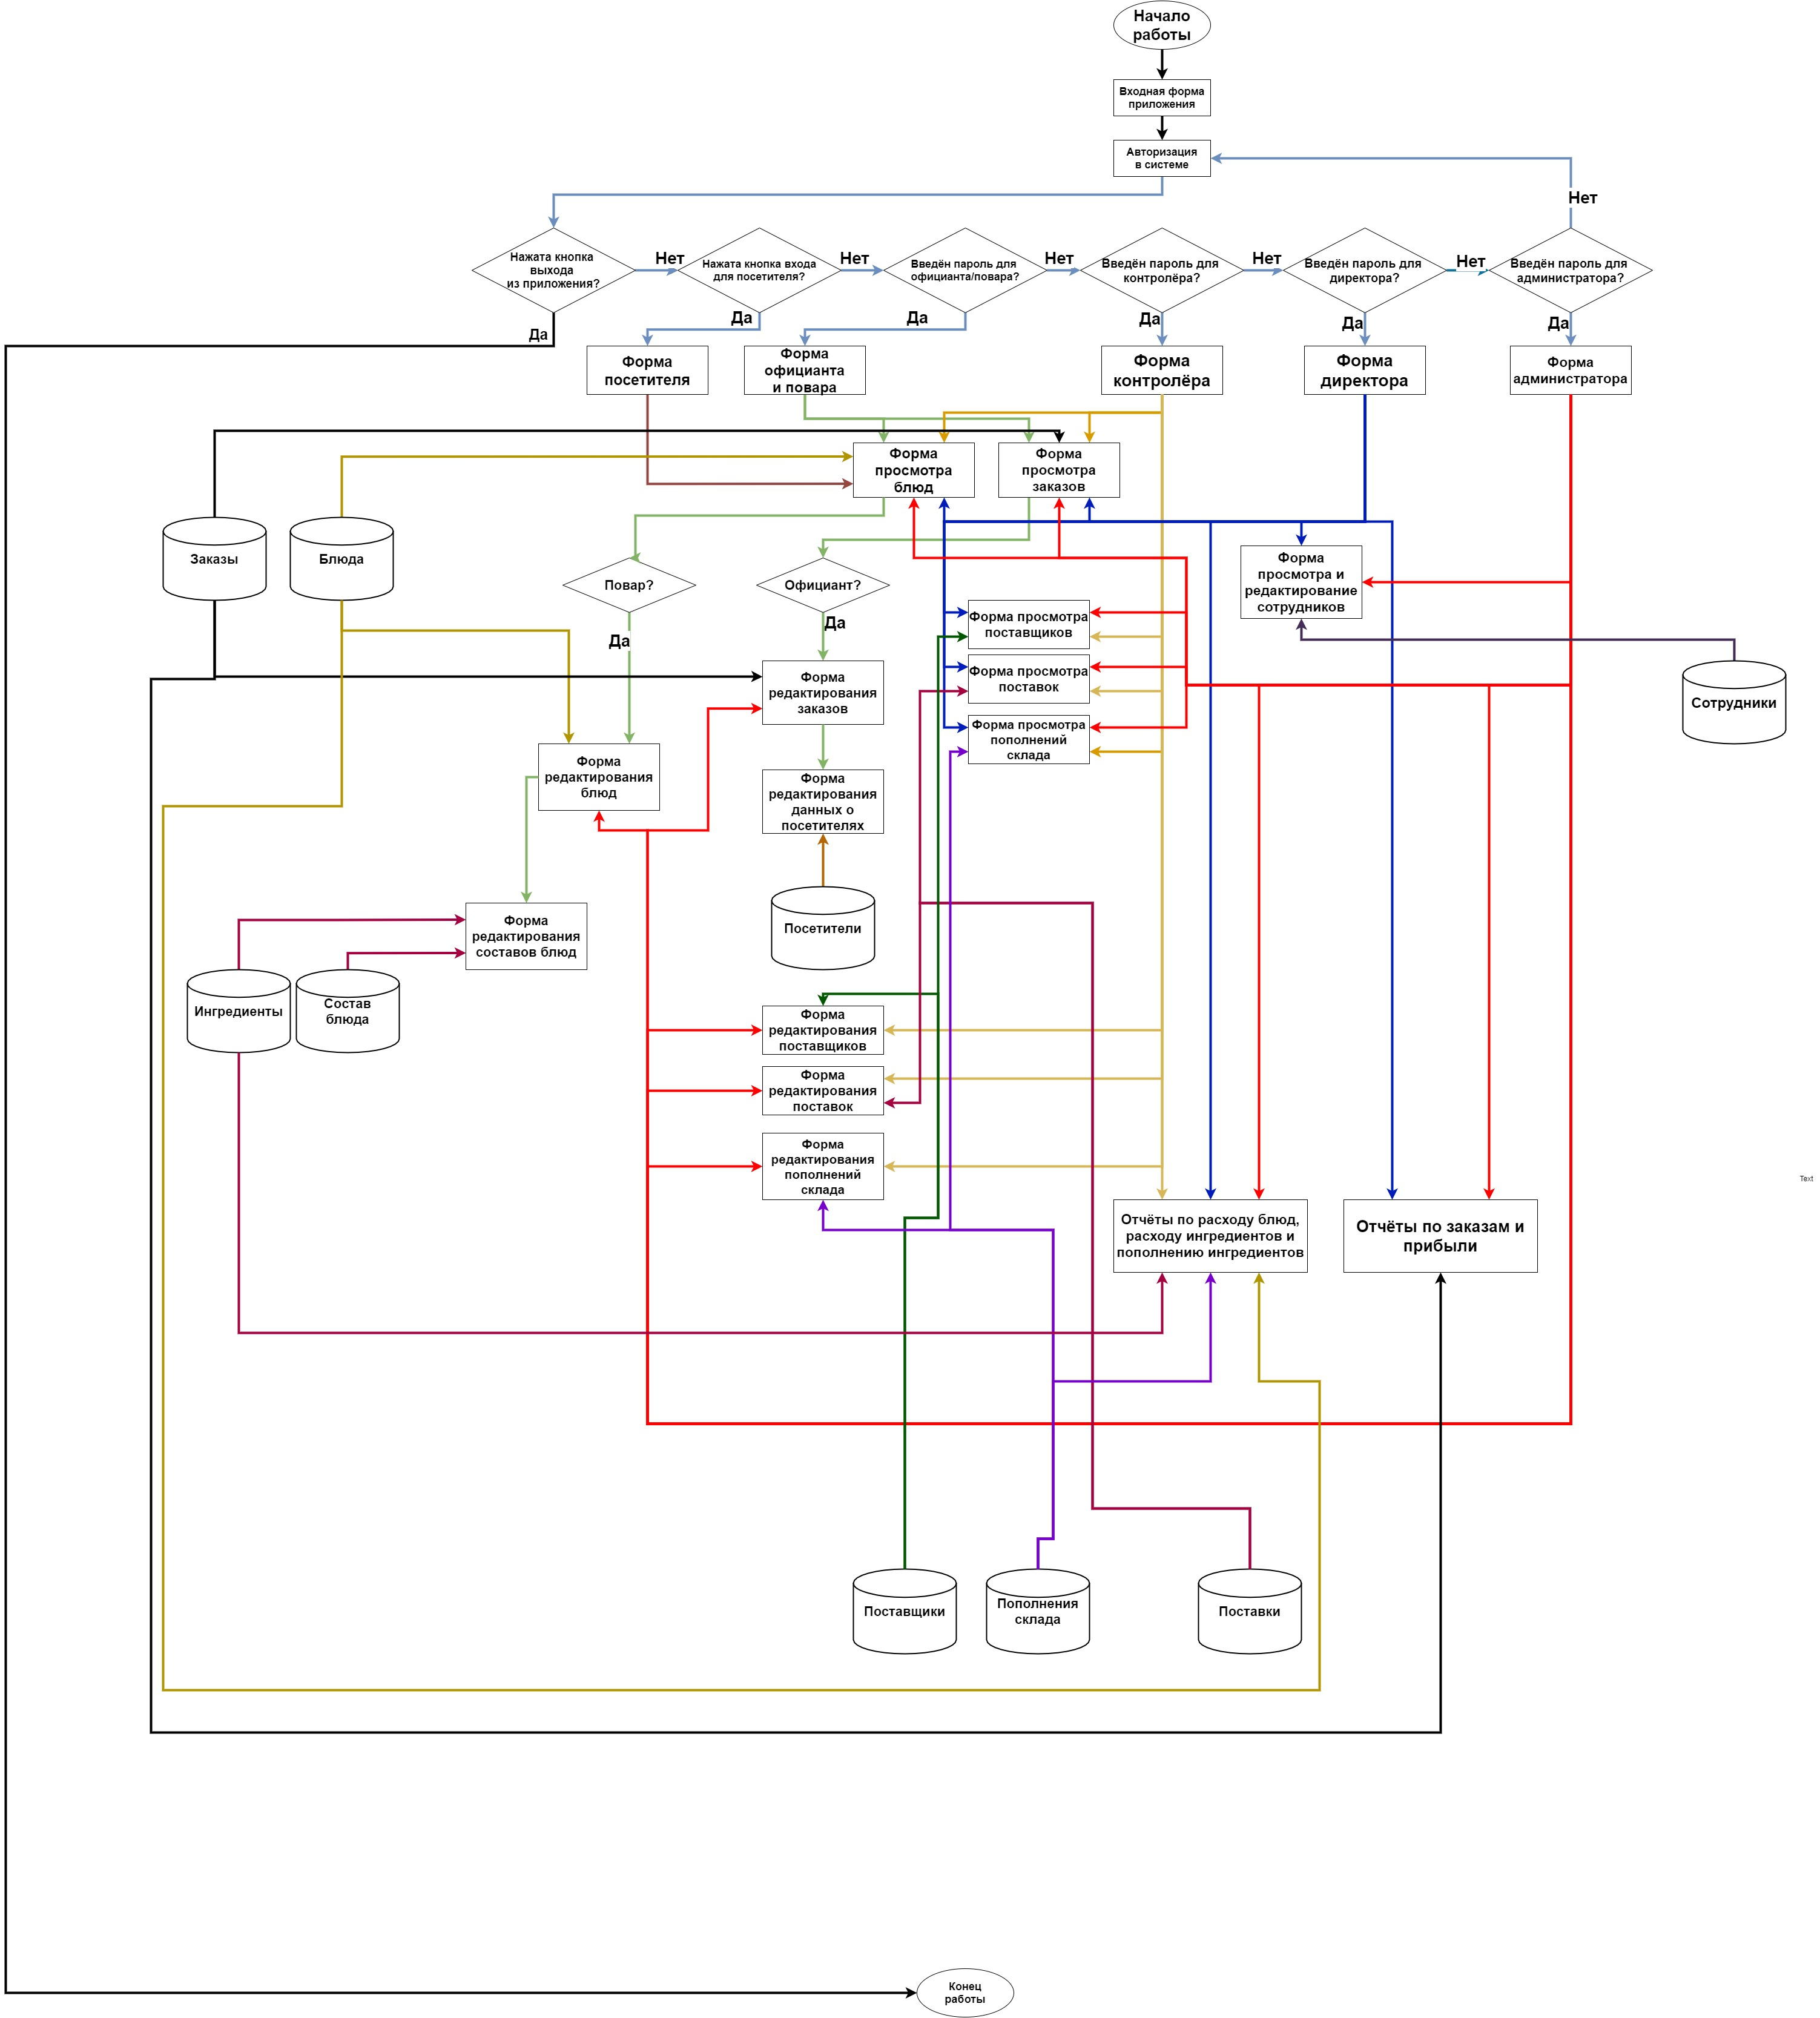 Начало
работы
Входная форма
приложения
Авторизация
в системе
Нет
Нажата кнопка
выхода
из приложения?
Нет
Нажата кнопка входа
для посетителя?
Нет
Введён пароль для
официанта/повара?
Нет
Введён пароль для
контролёра?
Нет
Введён пароль для
директора?
Нет
Введён пароль для
администратора?
Да
Да
Да
Да
Да
Да
Форма
посетителя
Форма
официанта
и повара
Форма
контролёра
Форма
директора
Форма
администратора
Форма
просмотра
блюд
Форма
просмотра
заказов
Заказы
Блюда
Повар?
Официант?
Форма
просмотра и
редактирование
сотрудников
Да
Да
Форма просмотра
поставщиков
Форма просмотра
поставок
Форма просмотра
пополнений
склада
Сотрудники
Форма
редактирования
заказов
Форма
редактирования
блюд
Форма
редактирования
данных о
посетителях
Посетители
Форма
редактирования
составов блюд
Ингредиенты
Состав
блюда
Форма
редактирования
поставщиков
Форма
редактирования
поставок
Форма
редактирования
пополнений
склада
Text
Отчёты по расходу блюд,
расходу ингредиентов и
пополнению ингредиентов
Отчёты по заказам и
прибыли
Поставщики
Пополнения
склада
Поставки
Конец
работы